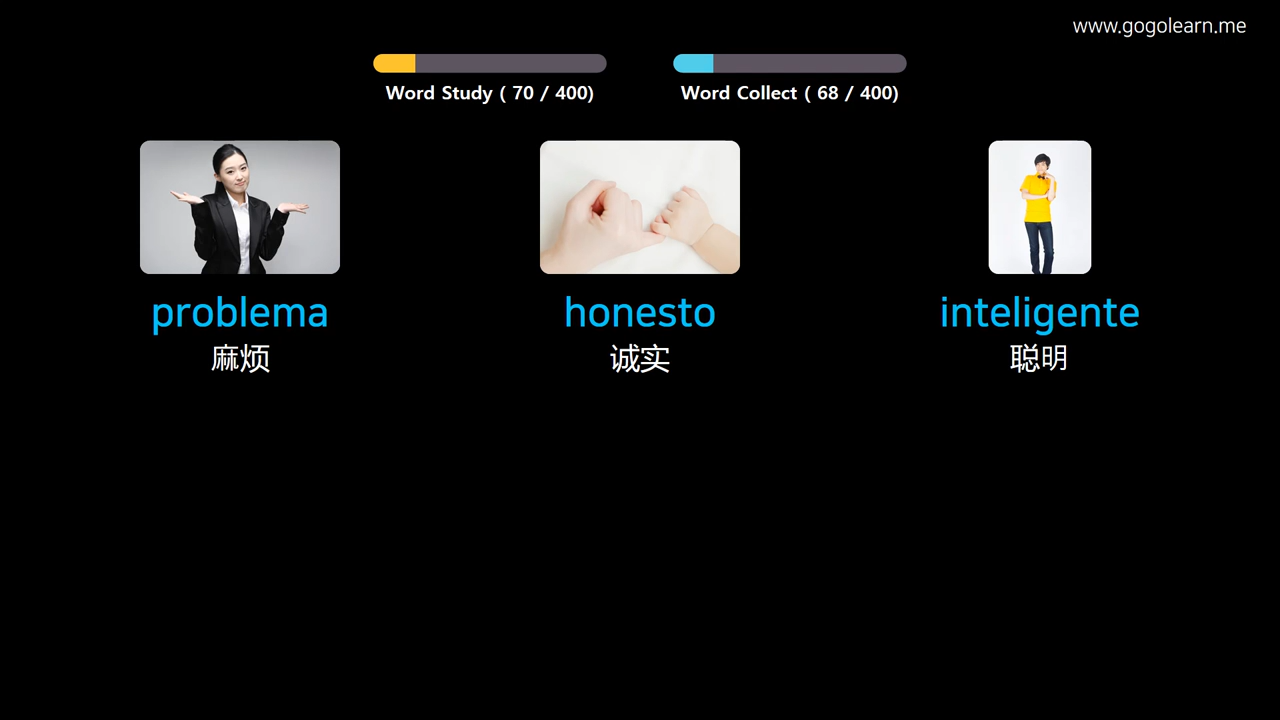 www.gogolearn.me
Word Study ( 70 / 400)
Word Collect ( 68 / 400)
problema
麻烦
honesto
诚实
inteligente
聪明